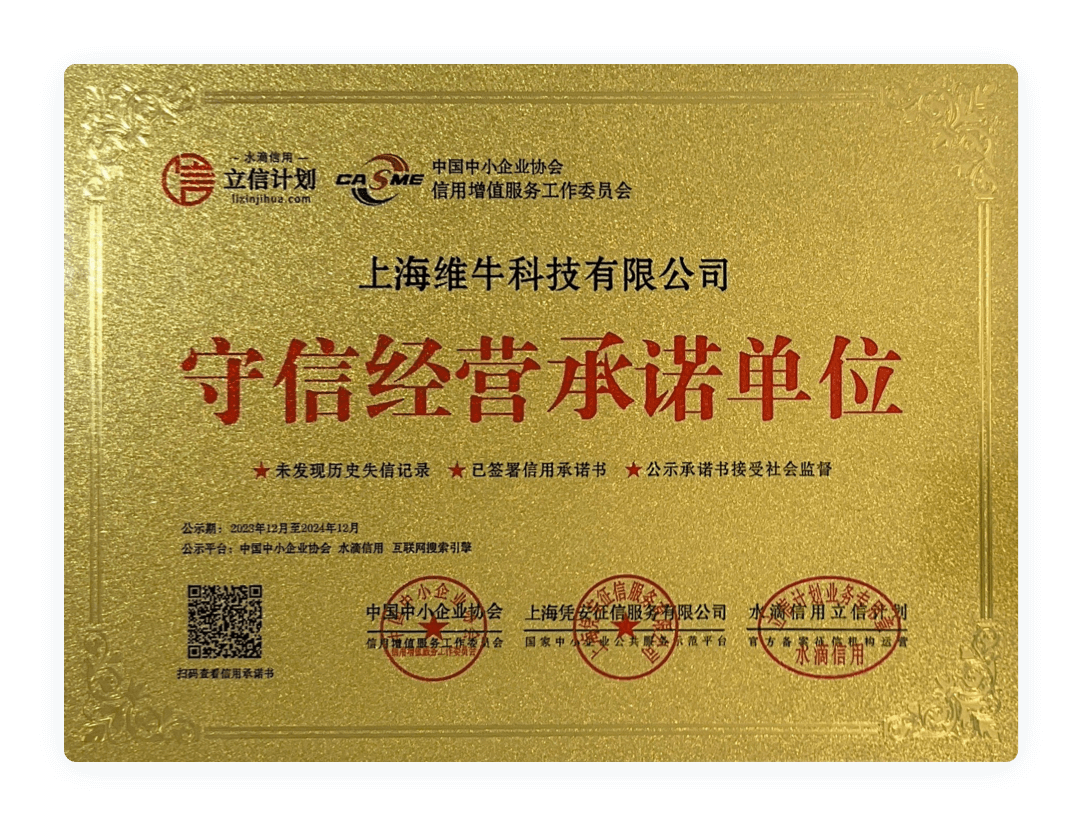 ~水滴信用一
立信计划
lixinjihua.com
CASME
中国中小企业协会
信用增值服务工作委员会
上海维牛科技有限公司
守信经营承诺单位
★未发现历史失信记录 ★已签署信用承诺书 ★公示承诺书接受社会监督
公示期：2023年12月至2024年12月
公示平台：中国中小企业协会 水滴信用 互联网搜索引擎
扫码查看信用承诺书
中国中小企业协会
信用增值服务工作委员会
上海凭安征信服务有限公司
国家中小企业公共服务示范平台
水滴信用立信计划
官方备案征信机构运营
水滴信用